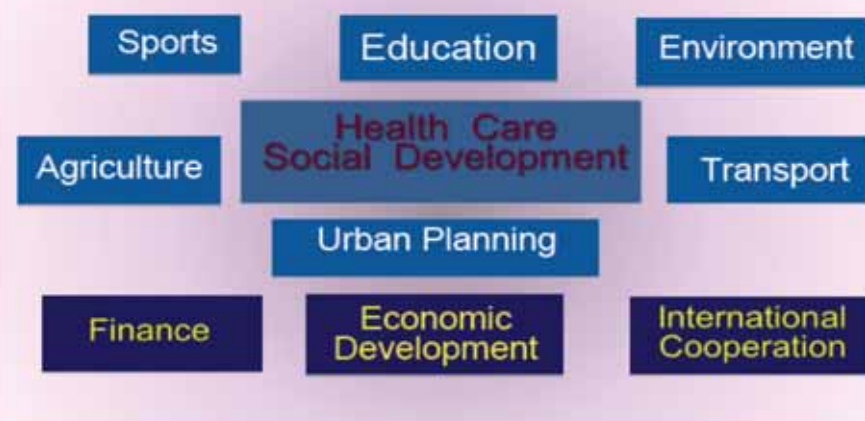 Sports
Education
Environment
Health Care
Social Development
Agriculture
Transport
Urban Planning
Finance
Economic
Development
International
Cooperation